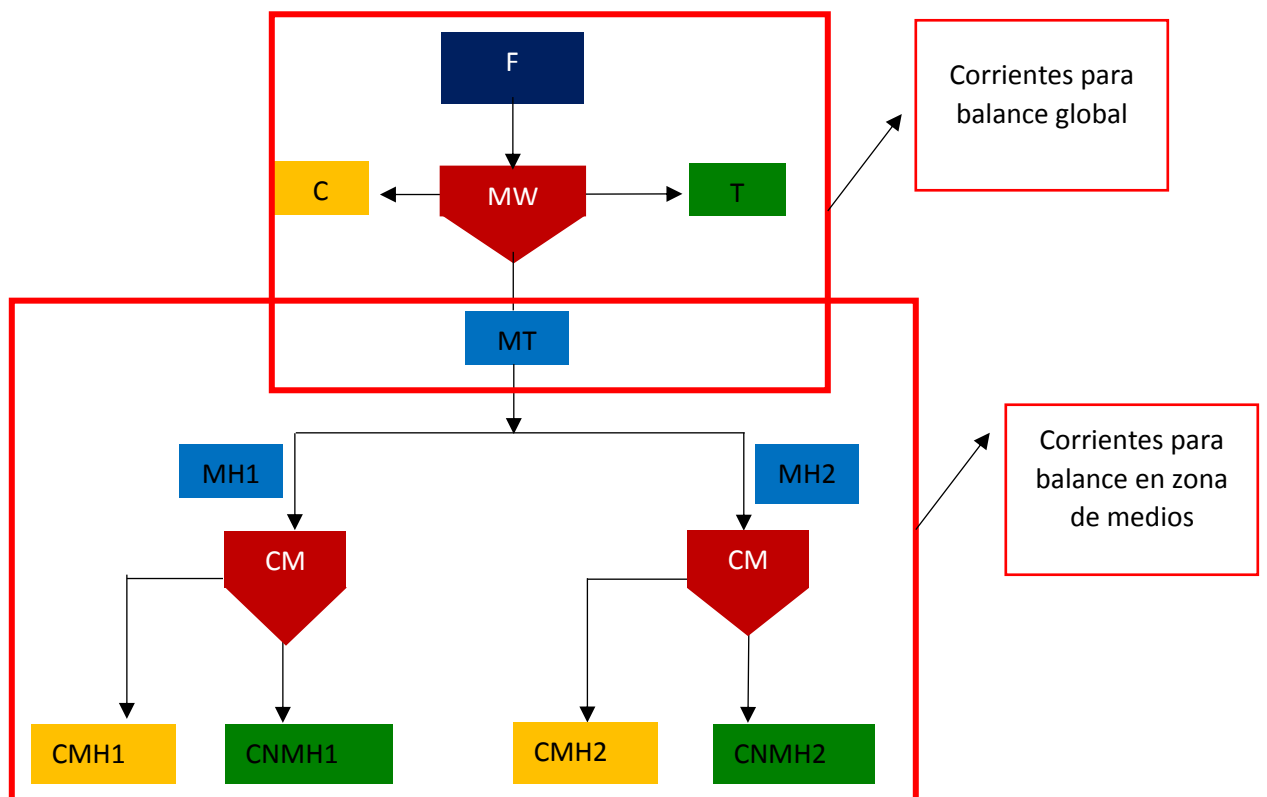 F
Corrientes para
balance global
C
MW
T
MT
MH1
MH2
Corrientes para
balance en zona
de medios
CM
CM
CMH1
CNMH1
CMH2
CNMH2